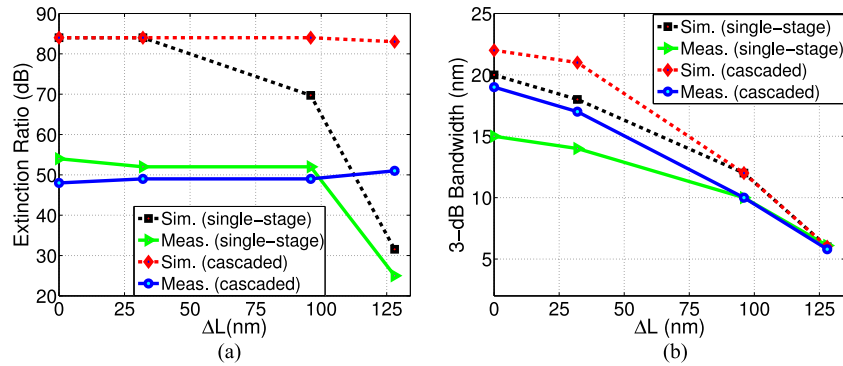 90
80
70
60
50
40
30
20
Extinction Ratio (dB)
Sim. (single-stage)
Meas. (single-stage)
Sim. (cascaded)
Meas. (cascaded)
0 25 50 75 100 125
ΔL(nm)
(a)
25
20
15
10
5
3-dB Bandwidth (nm)
Sim. (single-stage)
Meas. (single-stage)
Sim. (cascaded)
Meas. (cascaded)
0 25 50 75 100 125
ΔL (nm)
(b)